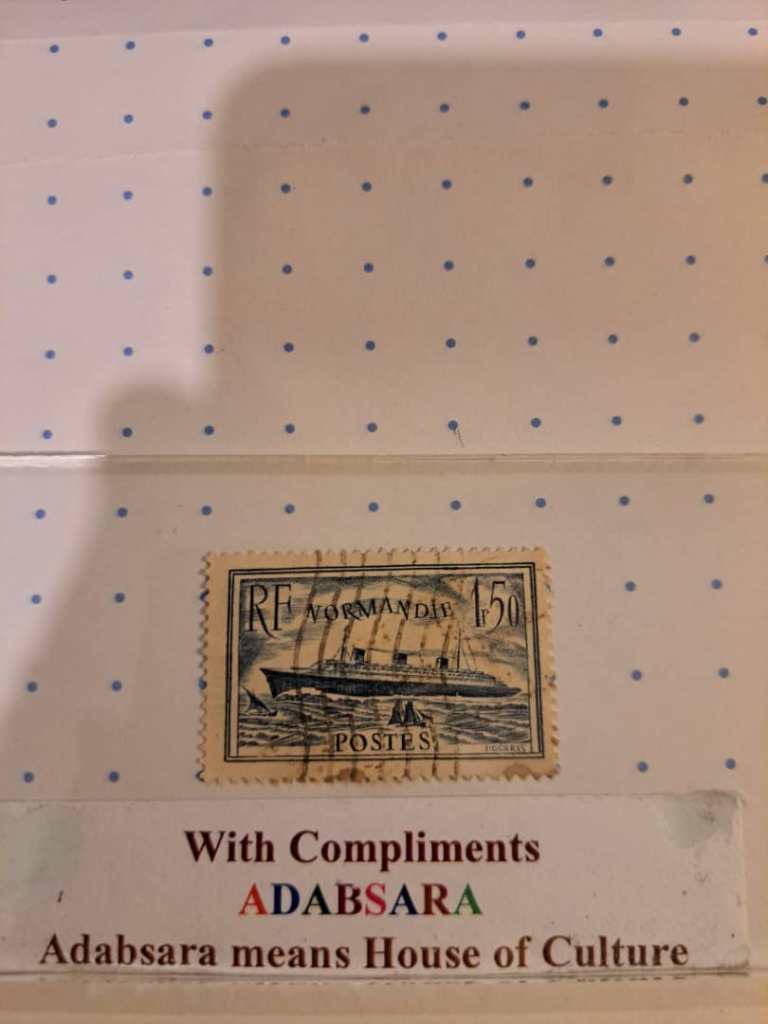 RF NORMANDIE 1f50
POSTES
With Compliments
ADABSARA
Adabsara means House of Culture